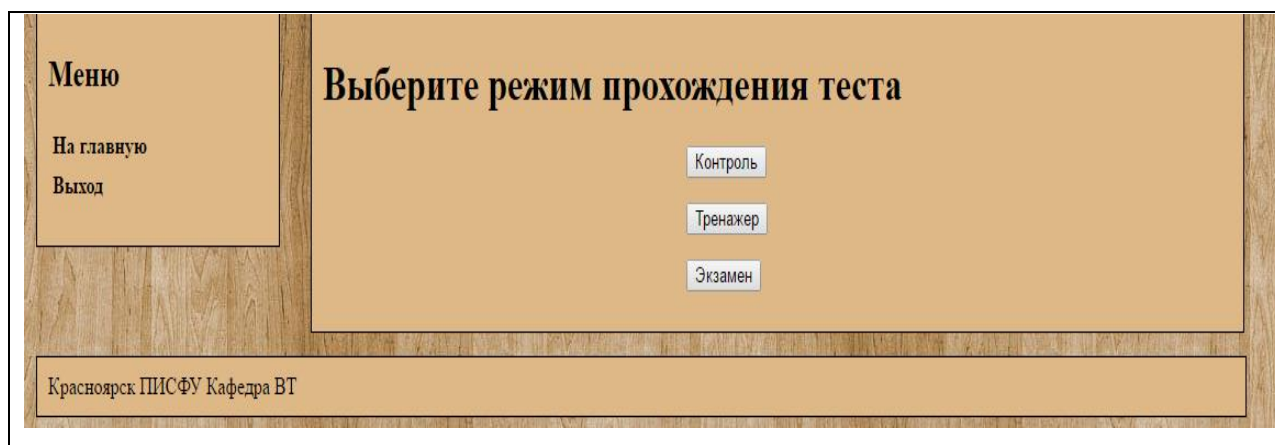 Меню
На главную
Выход
Выберите режим прохождения теста
Контроль
Тренажер
Экзамен
Красноярск ПИСФУ Кафедра ВТ